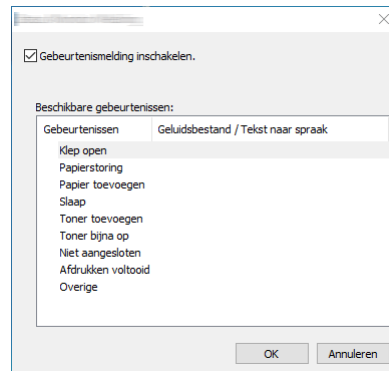 Gebeurtenismelding inschakelen.
Beschikbare gebeurtenissen:
Gebeurtenissen Geluidsbestand / Tekst naar spraak
Klep open
Papierstoring
Papier toevoegen
Slaap
Toner toevoegen
Toner bijna op
Niet aangesloten
Afdrukken voltooid
Overige
OK Annuleren